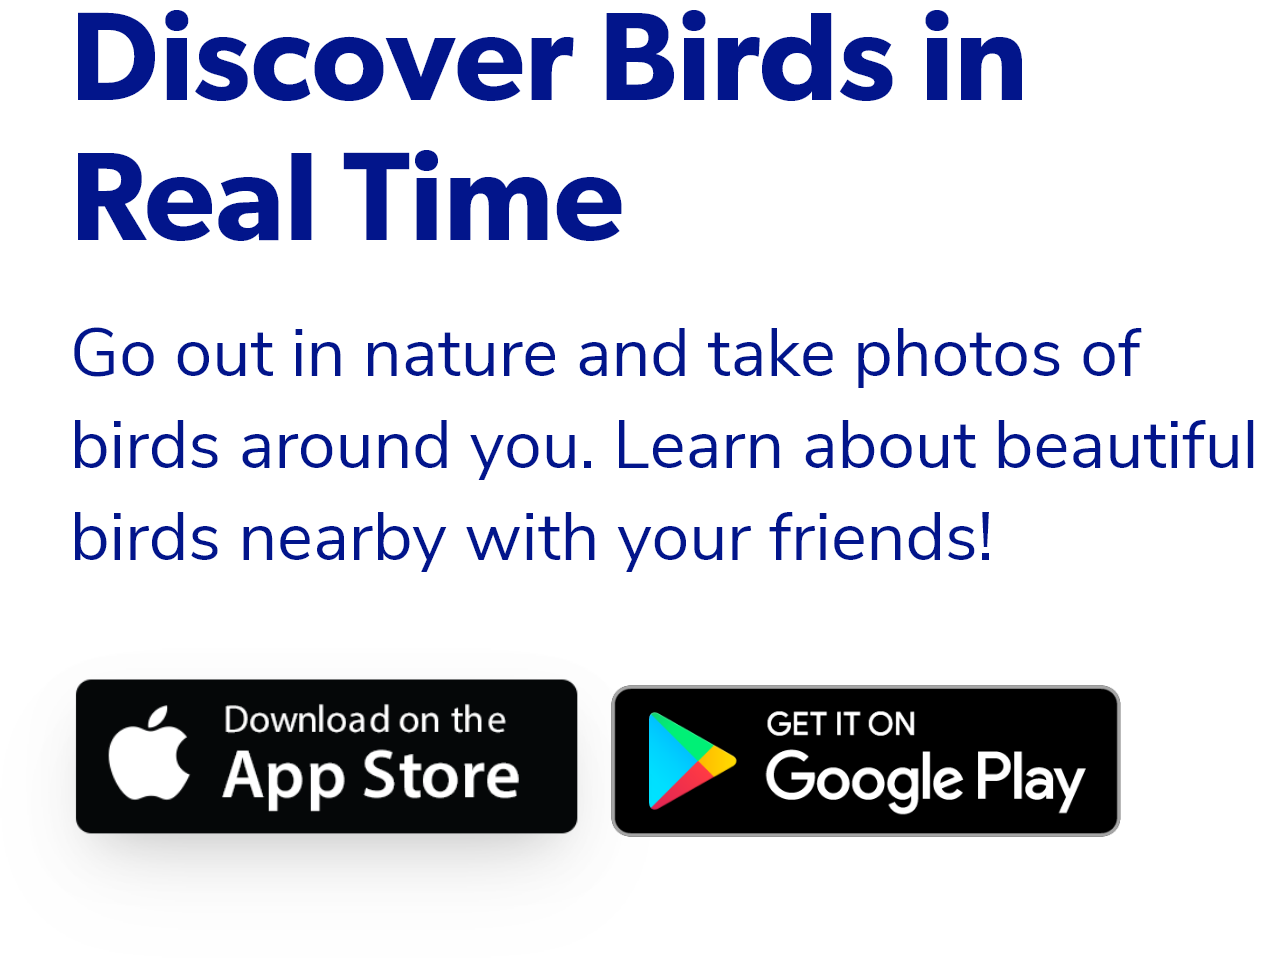 Discover Birds in
Real Time
Go out in nature and take photos of
birds around you. Learn about beautiful
birds nearby with your friends!
Download on the
App Store
GET IT ON
Google Play